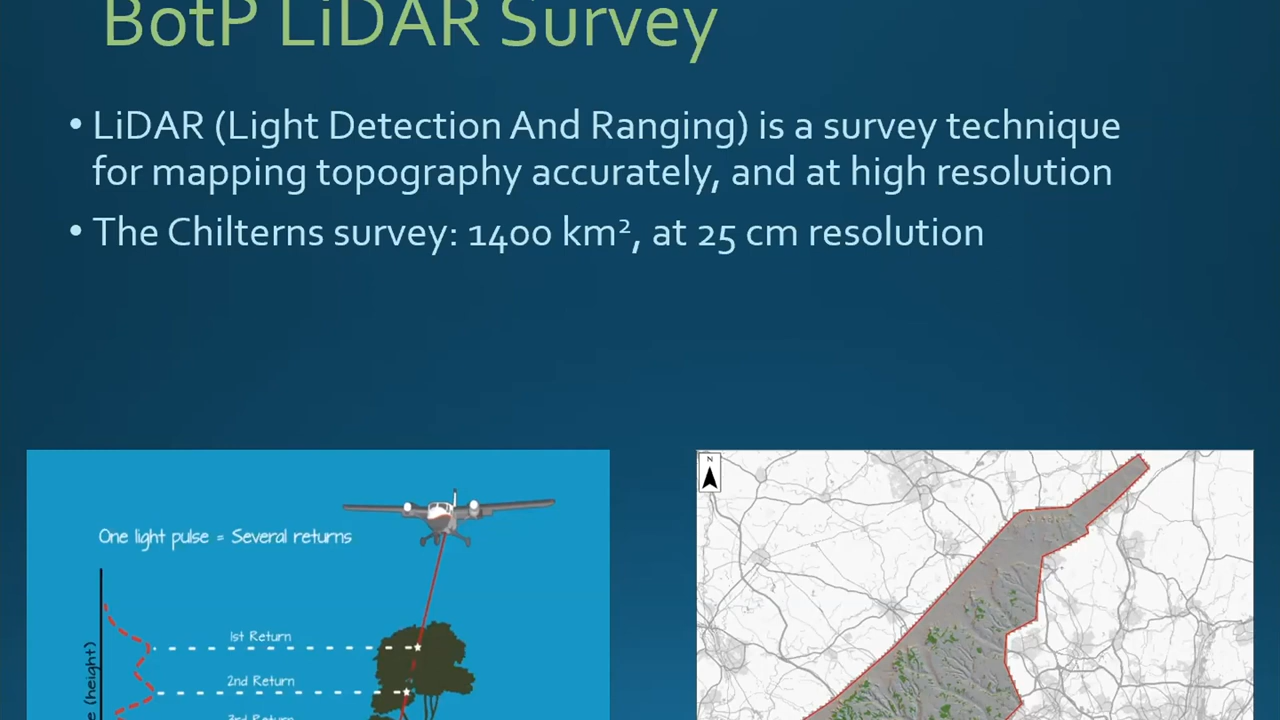 BotP LiDAR Survey
• LiDAR (Light Detection And Ranging) is a survey technique
for mapping topography accurately, and at high resolution
• The Chilterns survey: 1400 km², at 25 cm resolution
One light pulse = Several returns
1st Return
2nd Return
(height)
N